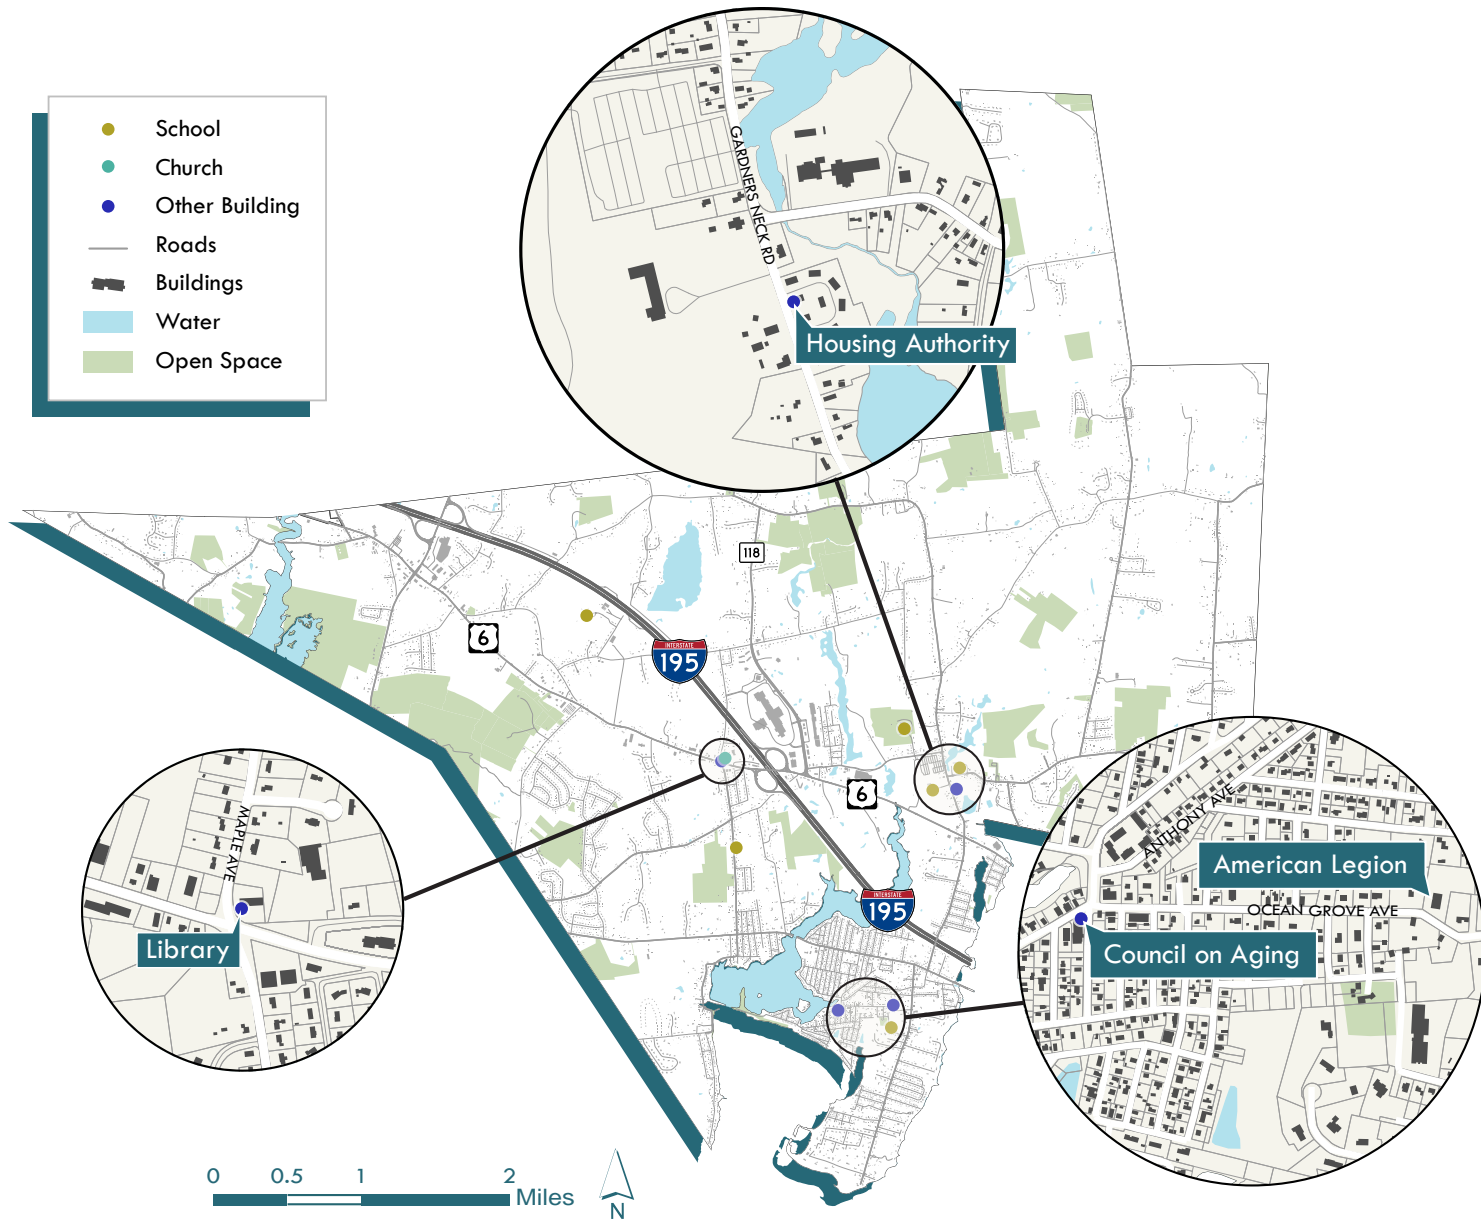 School
Church
Other Building
Roads
Buildings
Water
Open Space
GARDNERS NECK RD
Housing Authority
118
6
INTERSTATE
195
6
INTERSTATE
195
MAPLE AVE
Library
ANTHONY AVE
American Legion
OCEAN GROVE AVE
Council on Aging
0 0.5 1 2
Miles
N